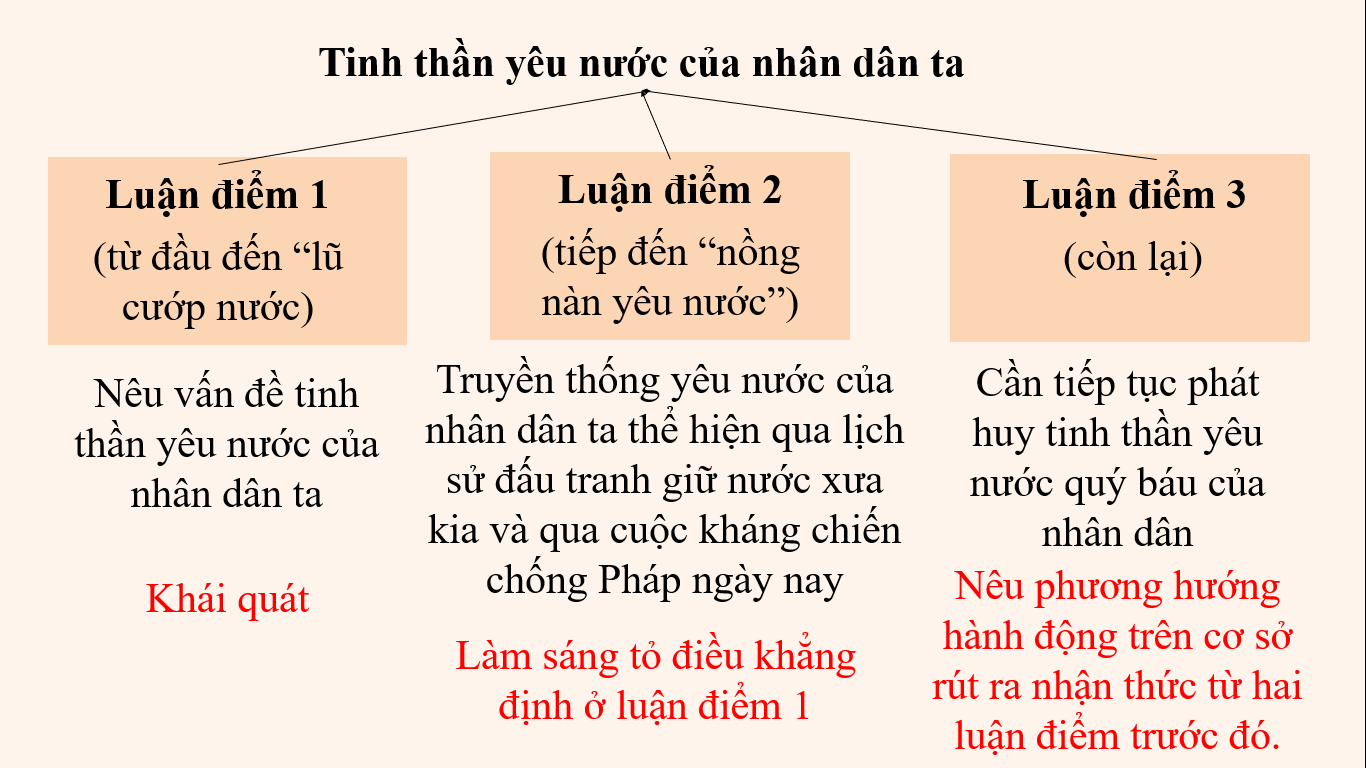 Tinh thần yêu nước của nhân dân ta
Luận điểm 1
(từ đầu đến “lũ
cướp nước)
Nêu vấn đề tinh
thần yêu nước của
nhân dân ta
Khái quát
Luận điểm 2
(tiếp đến “nồng
nàn yêu nước”)
Truyền thống yêu nước của
nhân dân ta thể hiện qua lịch
sử đấu tranh giữ nước xưa
kia và qua cuộc kháng chiến
chống Pháp ngày nay
Làm sáng tỏ điều khẳng
định ở luận điểm 1
Luận điểm 3
(còn lại)
Cần tiếp tục phát
huy tinh thần yêu
nước quý báu của
nhân dân
Nêu phương hướng
hành động trên cơ sở
rút ra nhận thức từ hai
luận điểm trước đó.